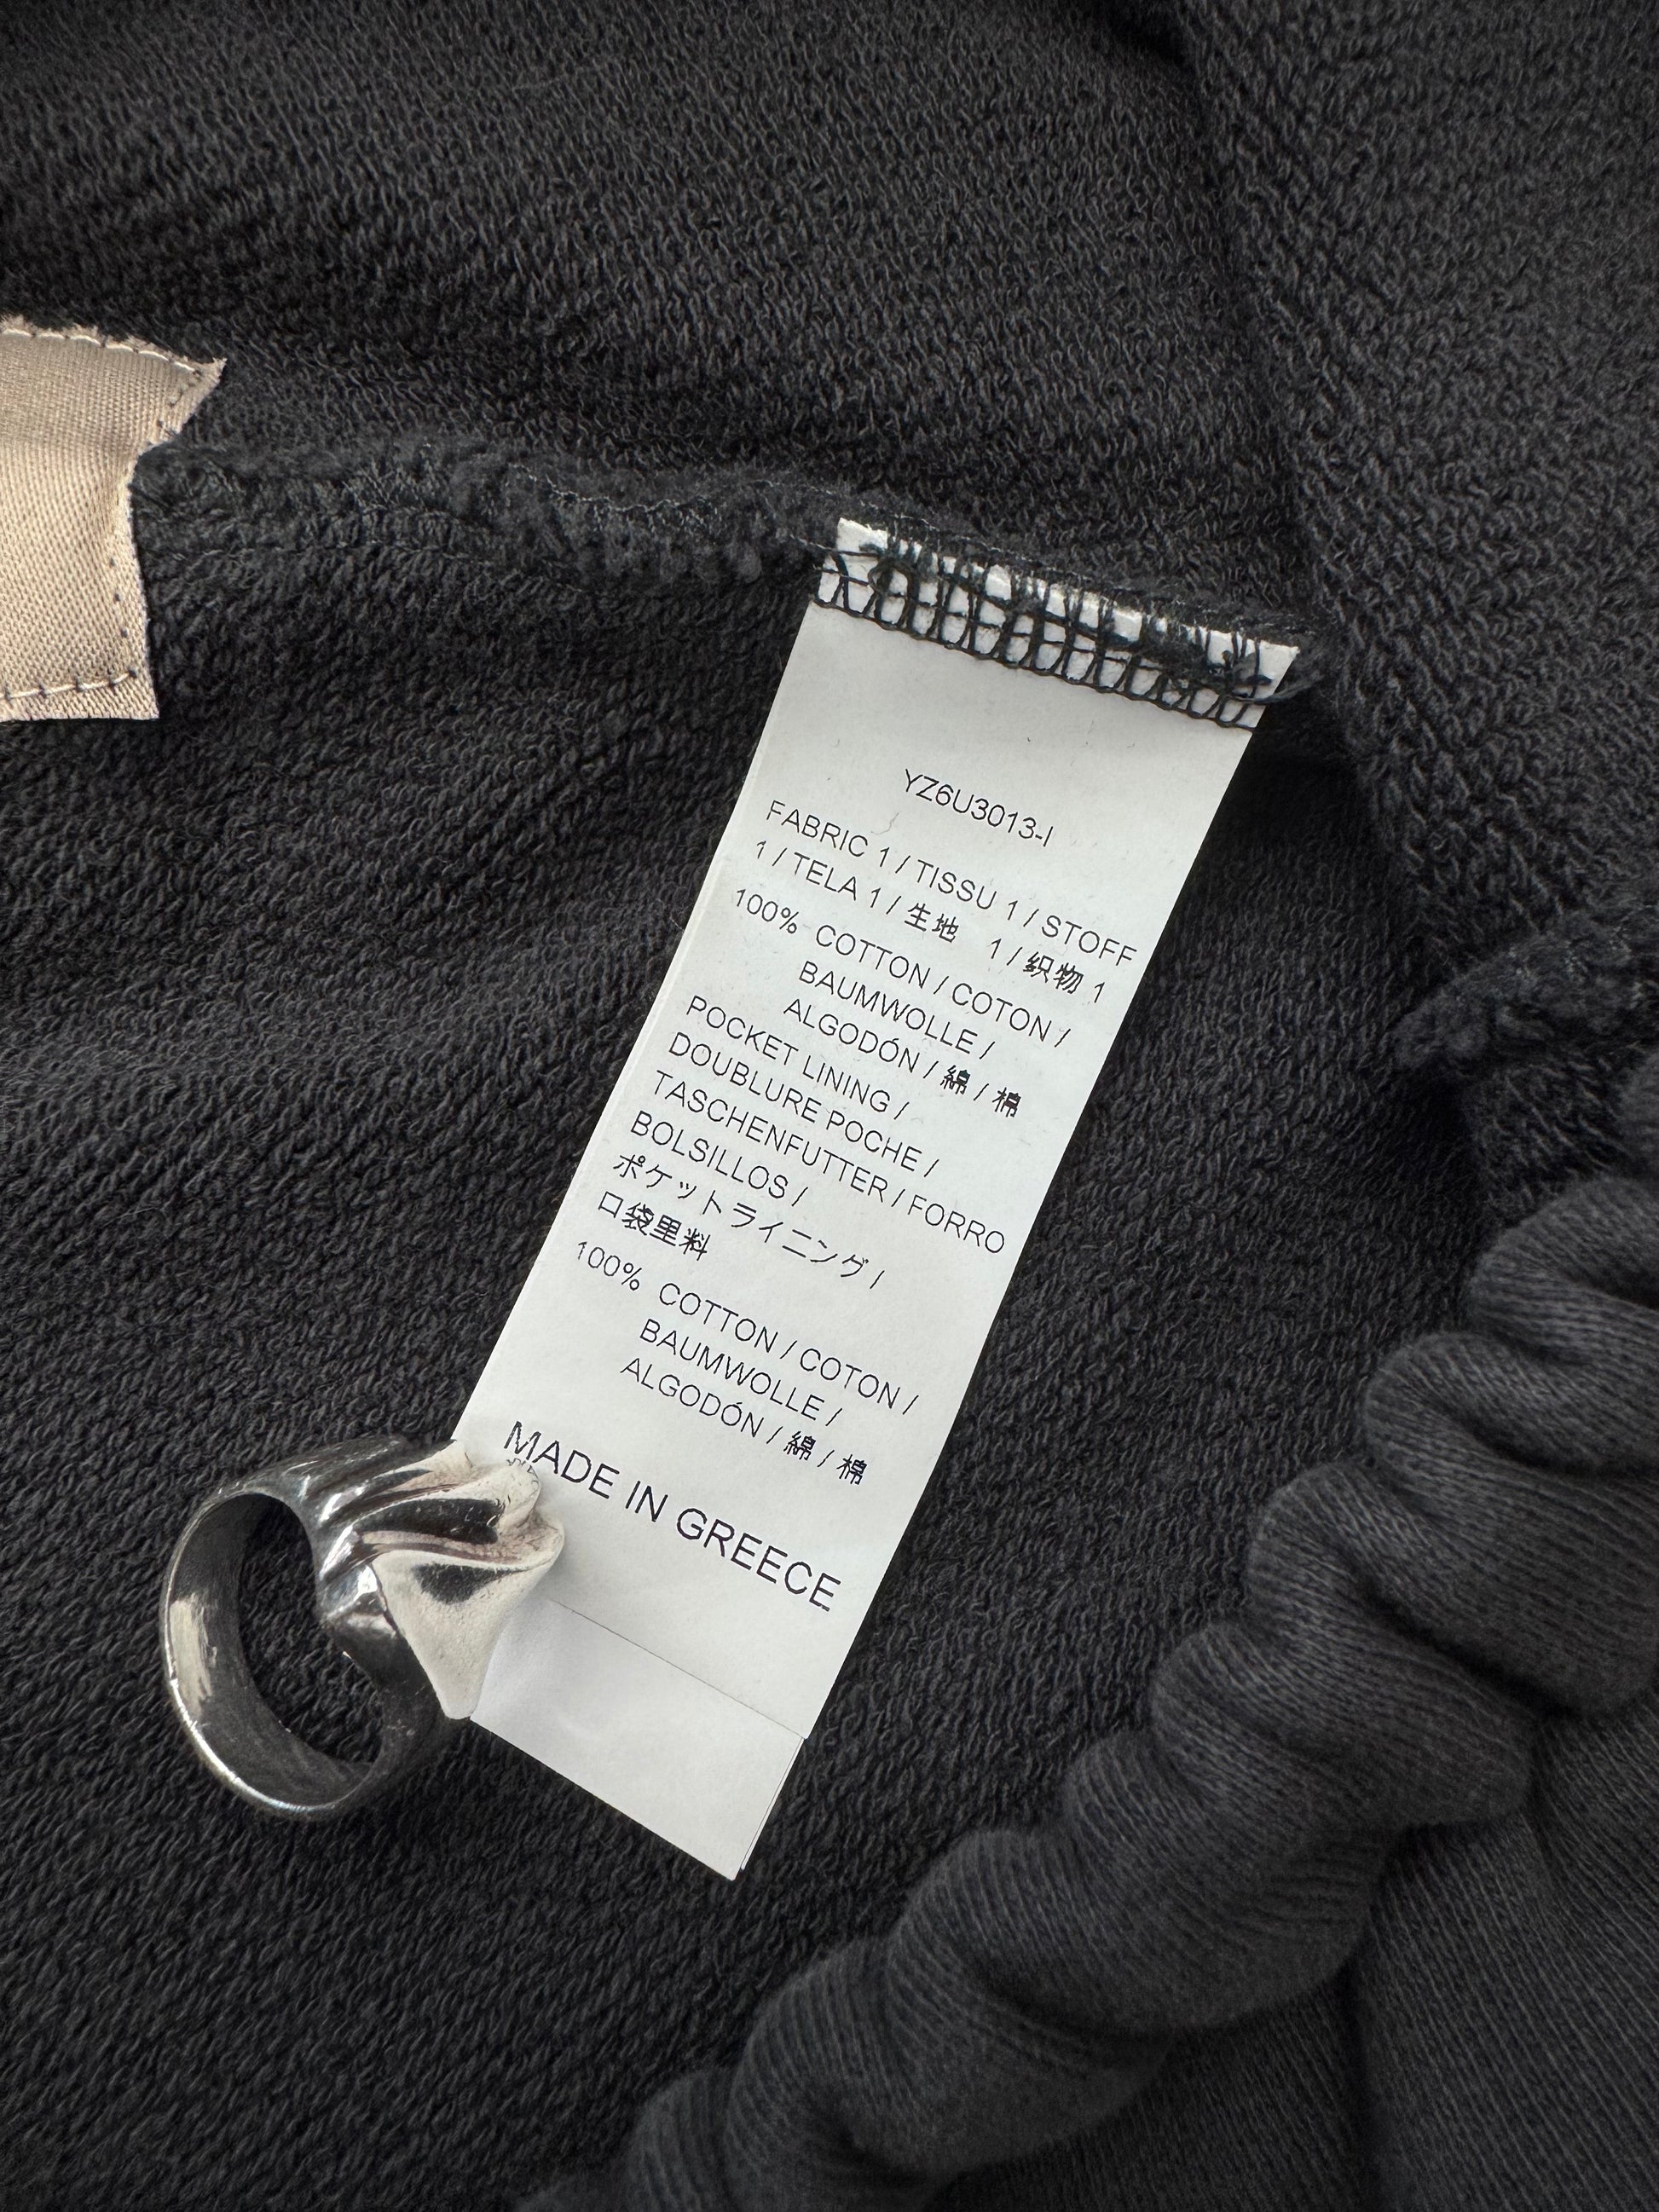 YZ6U3013-I
FABRIC 1 / TISSU 1 / STOFF
1 / TELA 1 / 生地 1 / 织物 1
100% COTTON / COTON /
BAUMWOLLE /
ALGODÓN / 綿 / 棉
POCKET LINING /
DOUBLURE POCHE /
TASCHENFUTTER / FORRO
BOLSILLOS /
ポケットライニング /
口袋里料
100% COTTON / COTON /
BAUMWOLLE /
ALGODÓN / 綿 / 棉
MADE IN GREECE